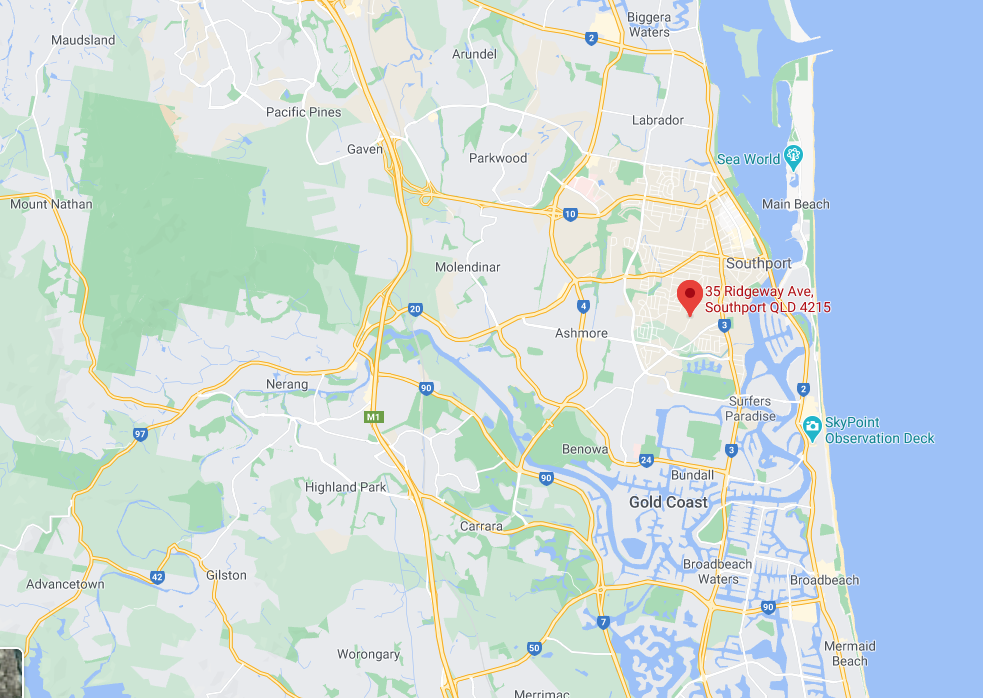 Biggera
Waters
2
Maudsland
Arundel
Pacific Pines
Labrador
Gaven
Parkwood
Sea World
Mount Nathan
Main Beach
10
Southport
Molendinar
35 Ridgeway Ave,
Southport QLD 4215
20
4
Ashmore
3
Nerang
90
2
Surfers
Paradise
M1
SkyPoint
Observation Deck
97
Benowa
3
24
Bundall
90
Highland Park
Gold Coast
Carrara
Broadbeach
Waters
Gilston
42
Advancetown
Broadbeach
90
7
50
Worongary
Mermaid
Beach
Merrimac